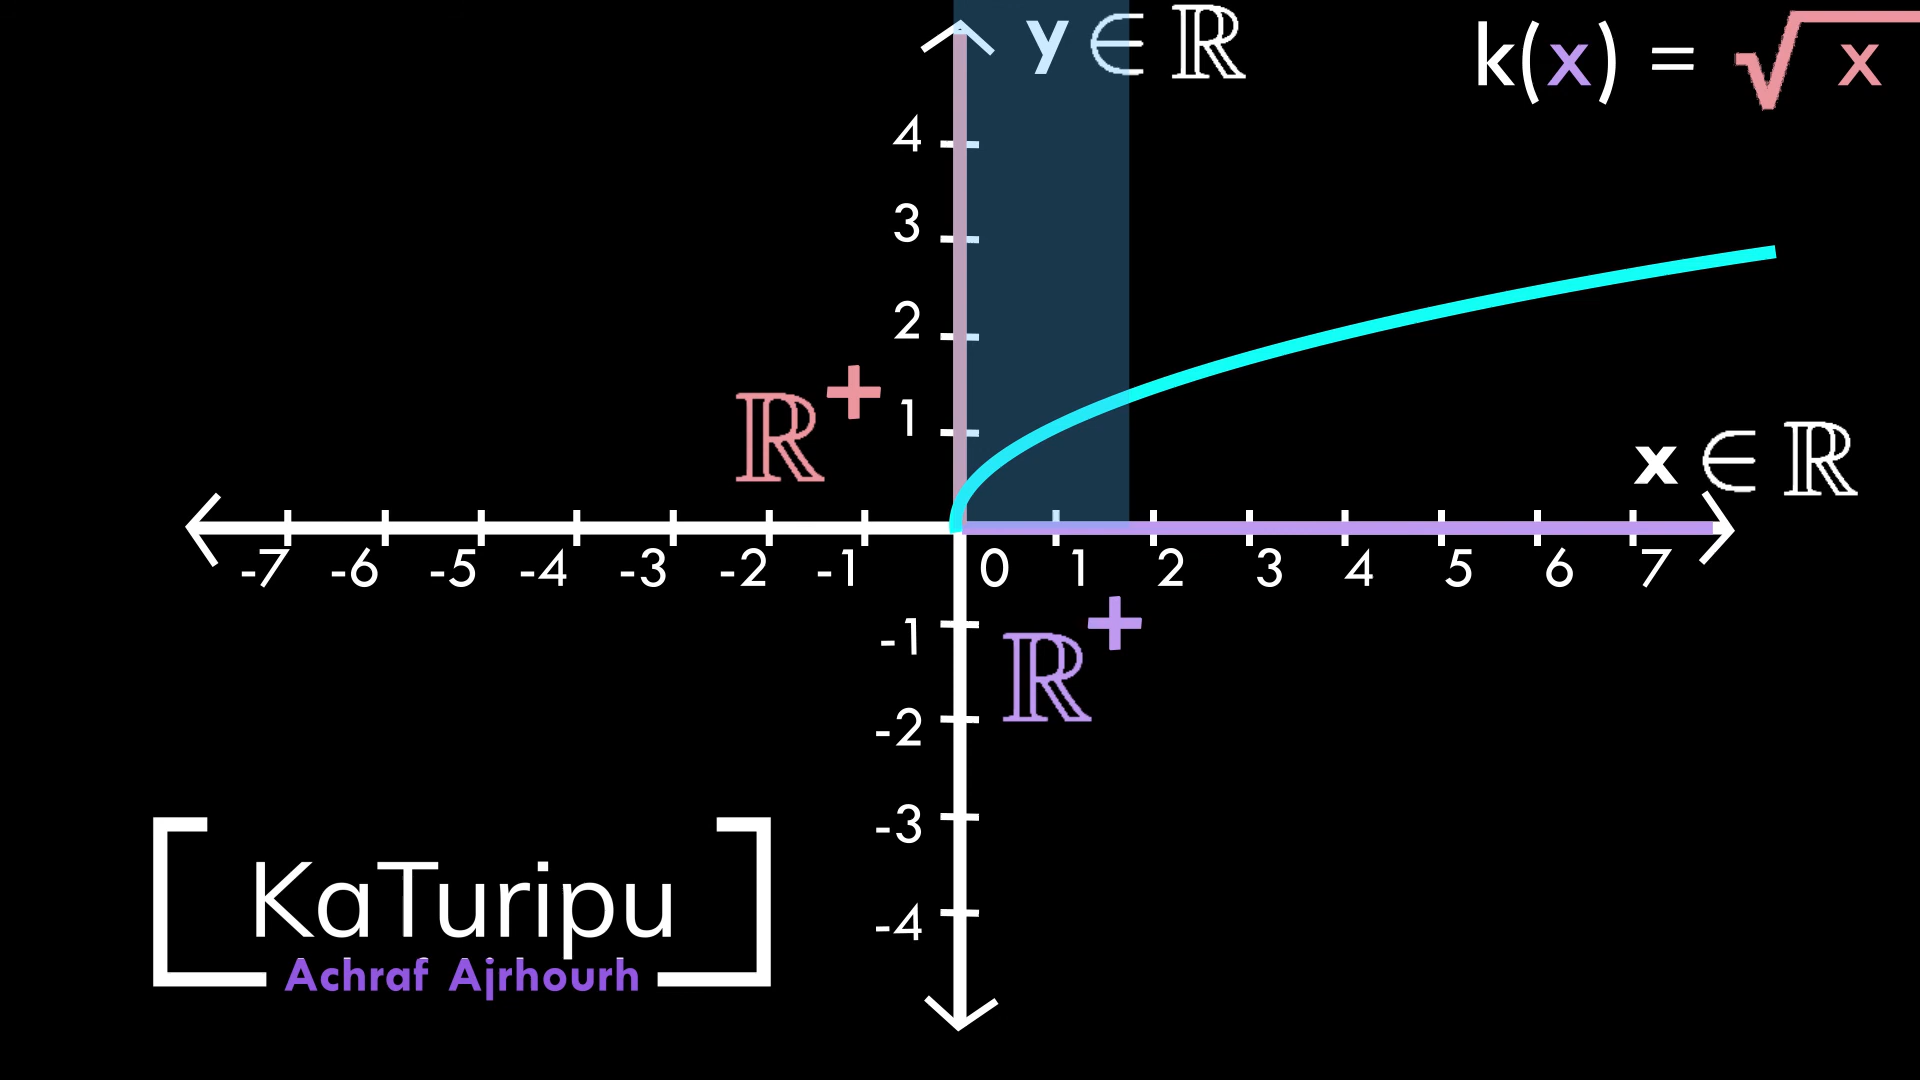 y ∈ ℝ
k(x) = √x
4
3
2
1
ℝ⁺
x ∈ ℝ
-7 -6 -5 -4 -3 -2 -1 0 1 2 3 4 5 6 7
ℝ⁺
-1
-2
-3
-4
KaTuripu
Achraf Ajrhourh